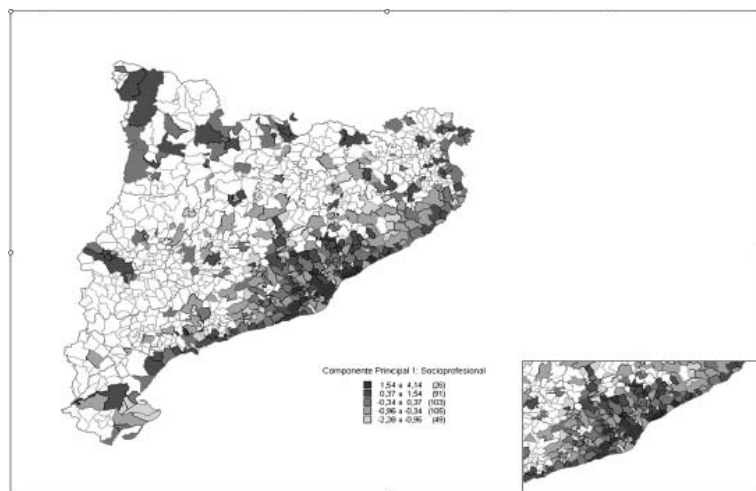 Componente Principal 1: Socioprofesional
1,54 a 4,14 (26)
0,37 a 1,54 (91)
-0,34 a 0,37 (103)
-0,96 a -0,34 (105)
-2,28 a -0,96 (49)